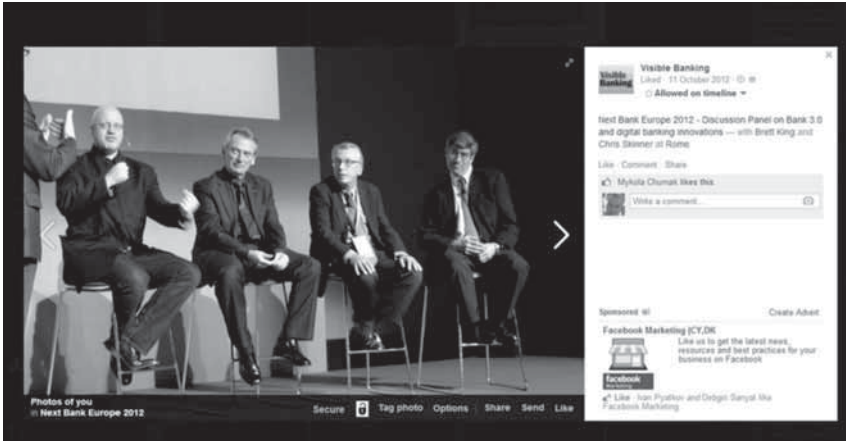 Visible Banking
Visible Banking
Liked · 11 October 2012 ·
Allowed on timeline
Next Bank Europe 2012 - Discussion Panel on Bank 3.0
and digital banking innovations — with Brett King and
Chris Skinner at Rome
Like · Comment · Share
Mykola Chumak likes this.
Write a comment...
Sponsored
Create Advert
Facebook Marketing [CY,DK
Like us to get the latest news,
resources and best practices for your
business on Facebook
facebook
Marketing
Like · Ivan Pyatkov and Debjan Sanyal like
Facebook Marketing.
Photos of you
in Next Bank Europe 2012
Secure
Tag photo
Options
Share
Send
Like